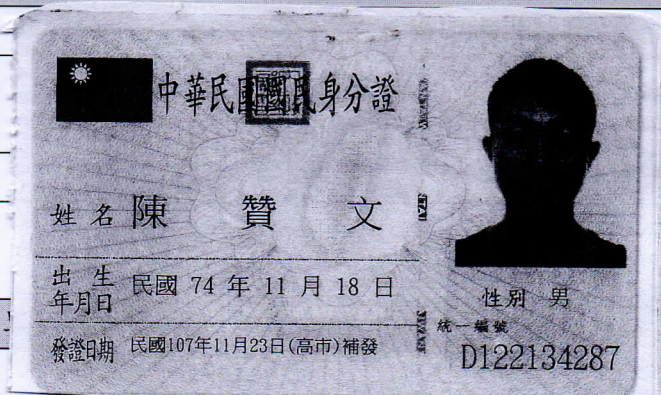 中華民國國民身分證
姓名 陳贊文
出生年月日 民國 74 年 11 月 18 日
性別 男
統一編號
發證日期 民國107年11月23日(高市)補發
D122134287